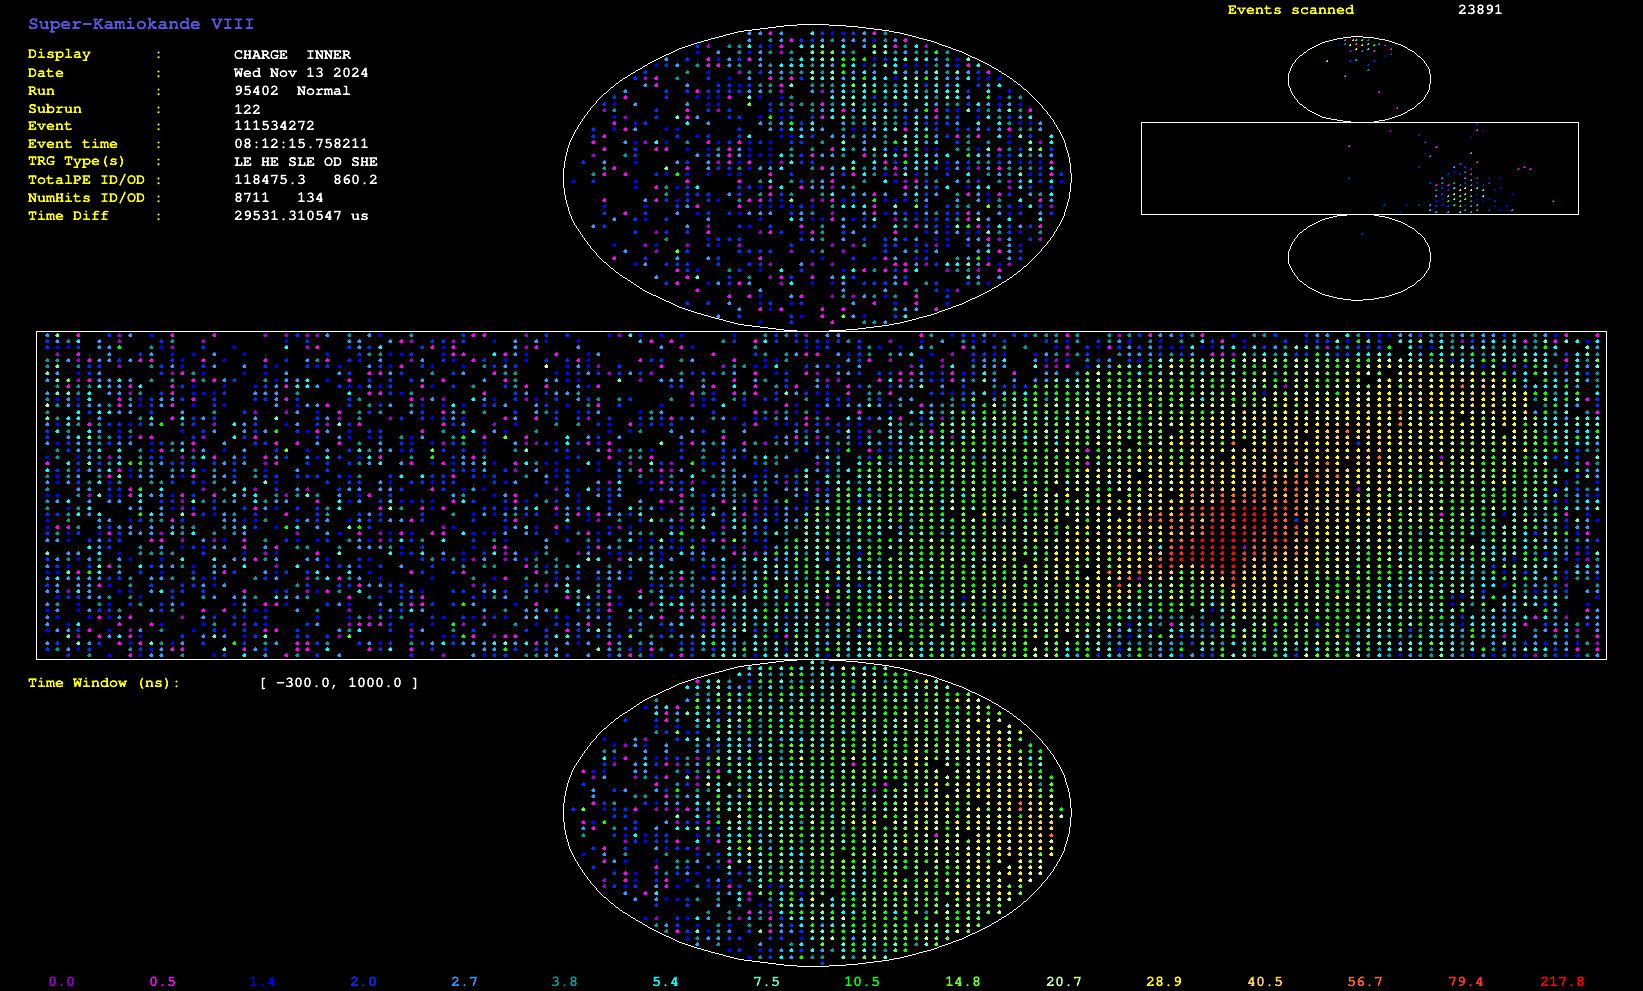 Super-Kamiokande VIII
Events scanned 23891
Display : CHARGE INNER
Date : Wed Nov 13 2024
Run : 95402 Normal
Subrun : 122
Event : 111534272
Event time : 08:12:15.758211
TRG Type(s) : LE HE SLE OD SHE
TotalPE ID/OD : 118475.3 860.2
NumHits ID/OD : 8711 134
Time Diff : 29531.310547 us
Time Window (ns): [ -300.0, 1000.0 ]
0.0 0.5 1.4 2.0 2.7 3.8 5.4 7.5 10.5 14.8 20.7 28.9 40.5 56.7 79.4 217.8